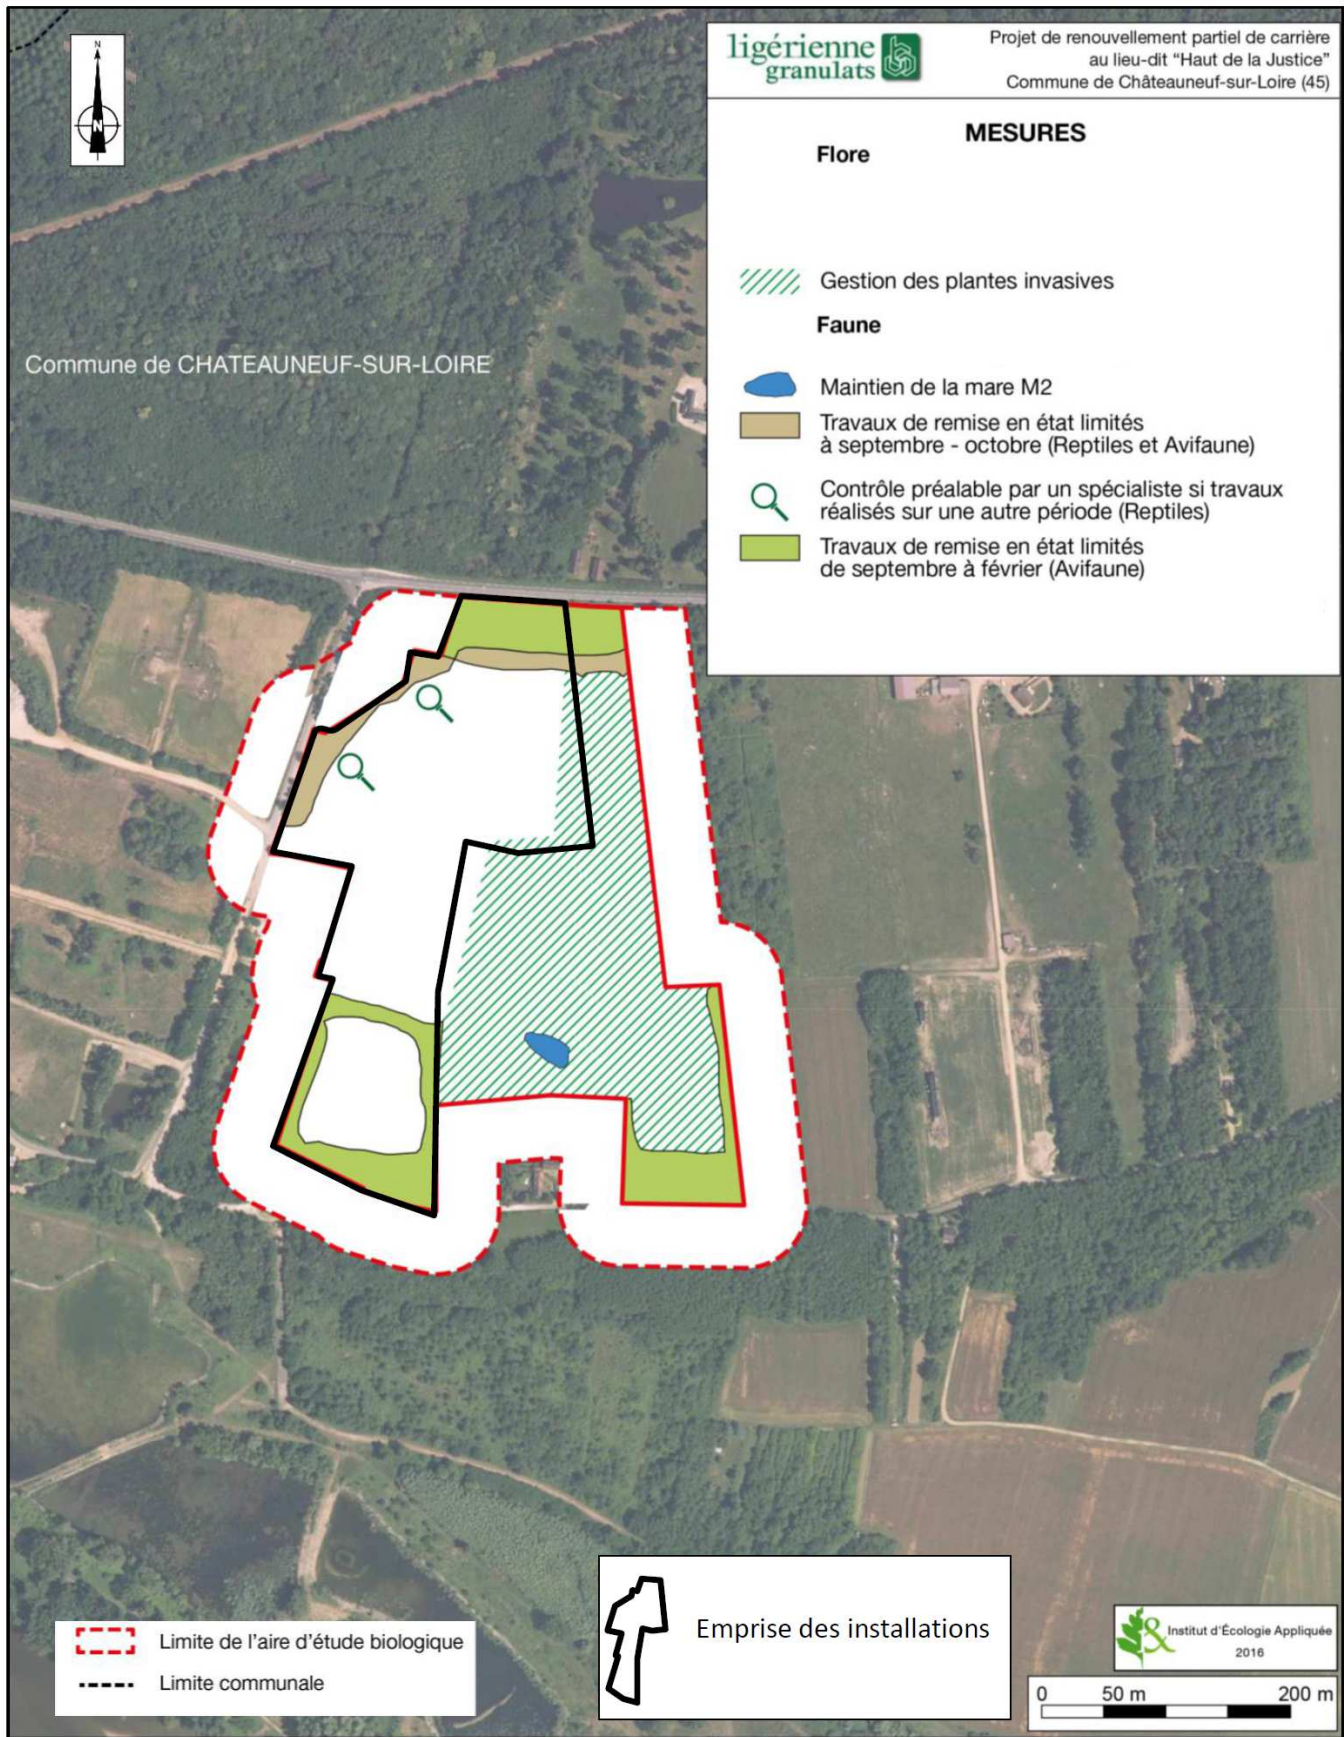 N
N
ligérienne
granulats
Projet de renouvellement partiel de carrière
au lieu-dit "Haut de la Justice"
Commune de Châteauneuf-sur-Loire (45)
MESURES
Flore
Gestion des plantes invasives
Faune
Maintien de la mare M2
Travaux de remise en état limités
à septembre - octobre (Reptiles et Avifaune)
Contrôle préalable par un spécialiste si travaux
réalisés sur une autre période (Reptiles)
Travaux de remise en état limités
de septembre à février (Avifaune)
Commune de CHATEAUNEUF-SUR-LOIRE
Limite de l'aire d'étude biologique
Limite communale
Emprise des installations
& Institut d'Écologie Appliquée
2016
0 50 m 200 m